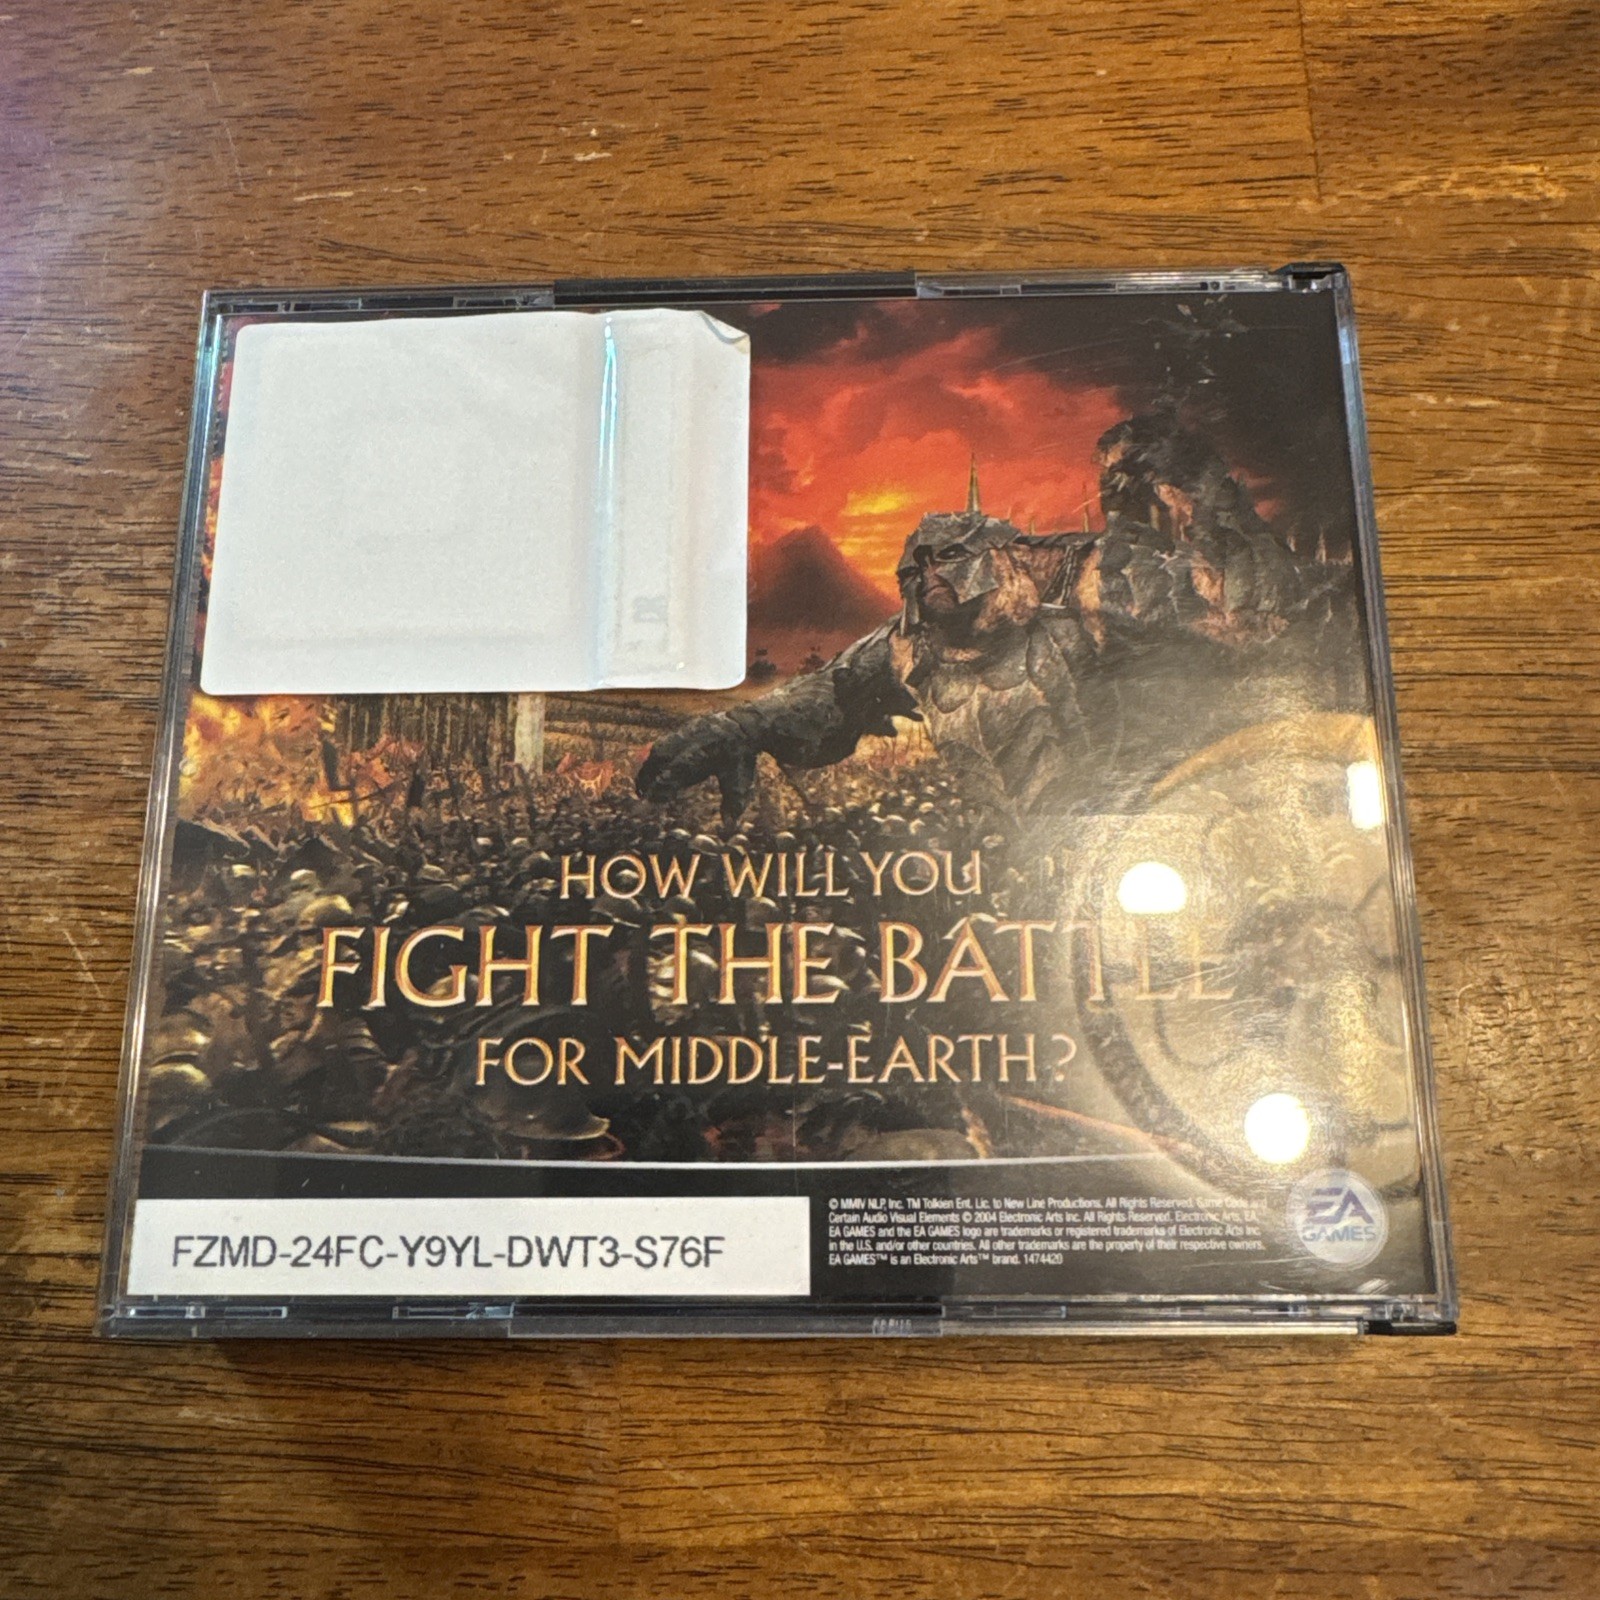 HOW WILL YOU
FIGHT THE BATTLE
FOR MIDDLE-EARTH?
FZMD-24FC-Y9YL-DWT3-S76F
© MMIV NLP, Inc. TM Tolkien Ent. Lic. to New Line Productions. All Rights Reserved. Game Code and
Certain Audio Visual Elements © 2004 Electronic Arts Inc. All Rights Reserved. Electronic Arts, EA,
EA GAMES and the EA GAMES logo are trademarks or registered trademarks of Electronic Arts Inc.
in the U.S. and/or other countries. All other trademarks are the property of their respective owners.
EA GAMES™ is an Electronic Arts™ brand. 1474420
EA
GAMES